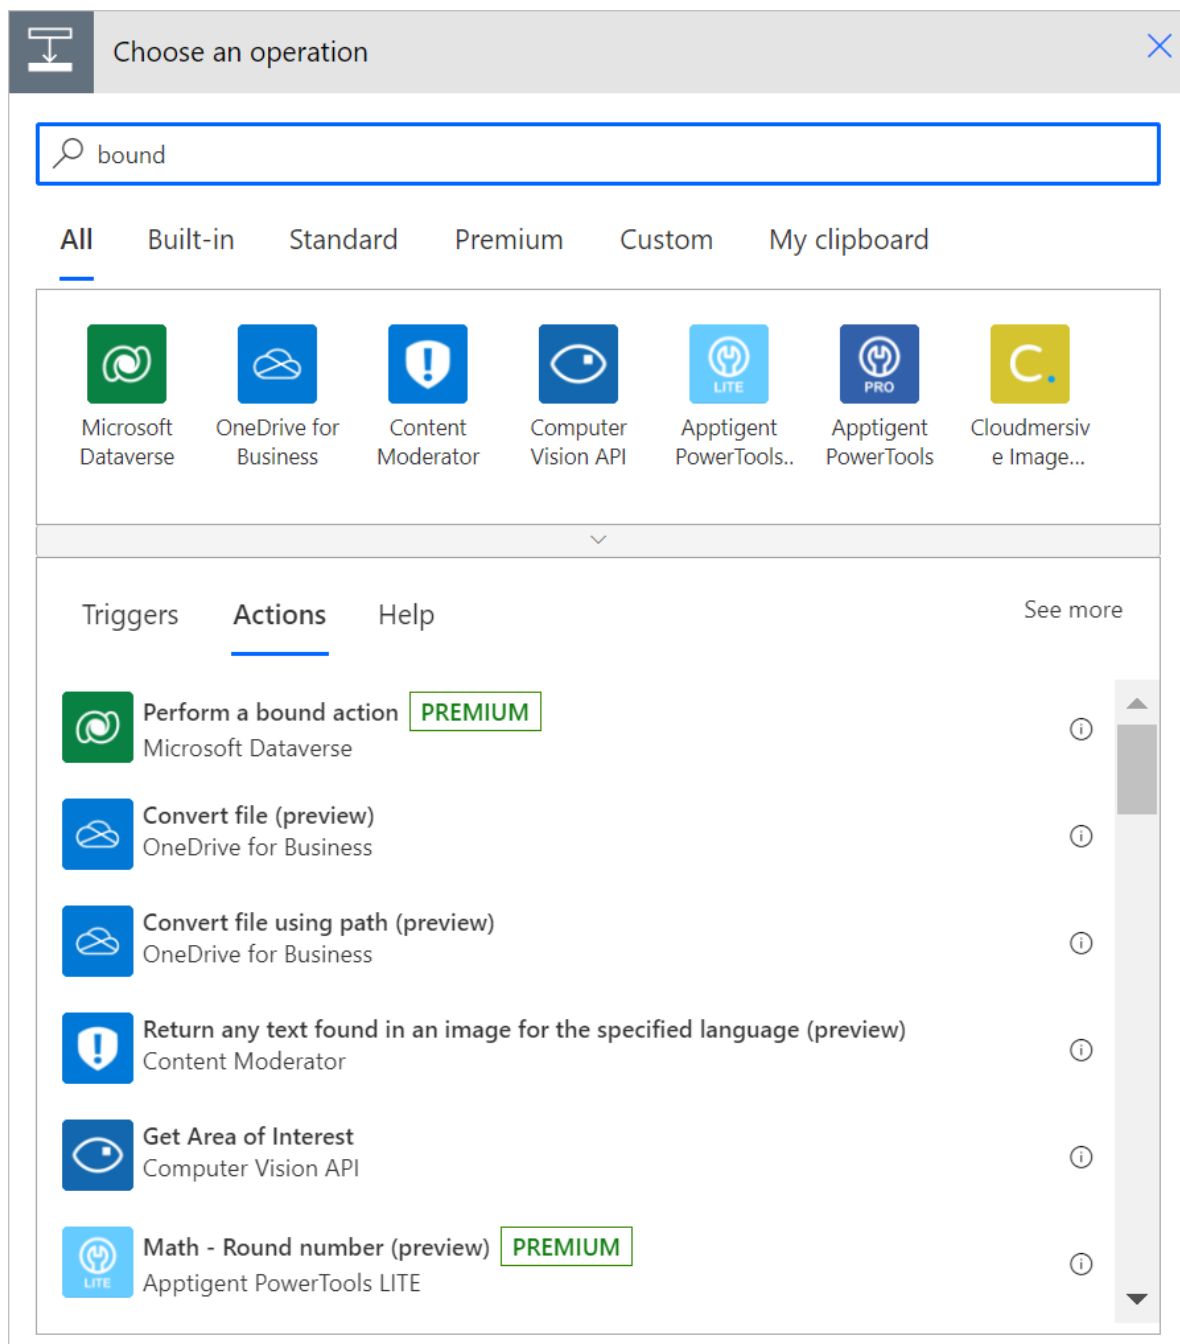 Choose an operation
bound
All Built-in Standard Premium Custom My clipboard
Microsoft Dataverse
OneDrive for Business
Content Moderator
Computer Vision API
LITE
Apptigent PowerTools..
PRO
Apptigent PowerTools
C.
Cloudmersiv e Image...
Triggers Actions Help See more
Perform a bound action PREMIUM
Microsoft Dataverse
Convert file (preview)
OneDrive for Business
Convert file using path (preview)
OneDrive for Business
Return any text found in an image for the specified language (preview)
Content Moderator
Get Area of Interest
Computer Vision API
Math - Round number (preview) PREMIUM
LITE
Apptigent PowerTools LITE